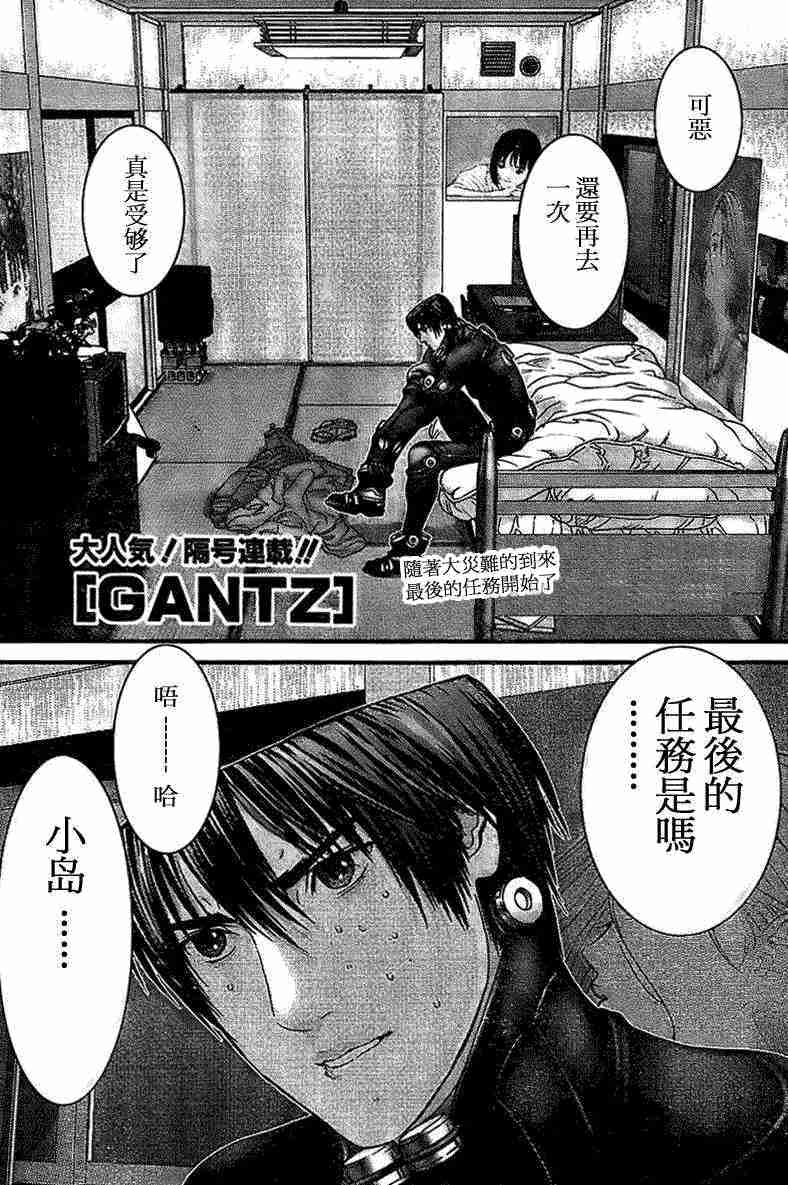 可惡
還要再去
一次
真是受够了
大人気！隔号連載!!
[GANTZ]
隨著大災難的到來
最後的任務開始了
最後的
任務是嗎
………
唔……哈
小岛……